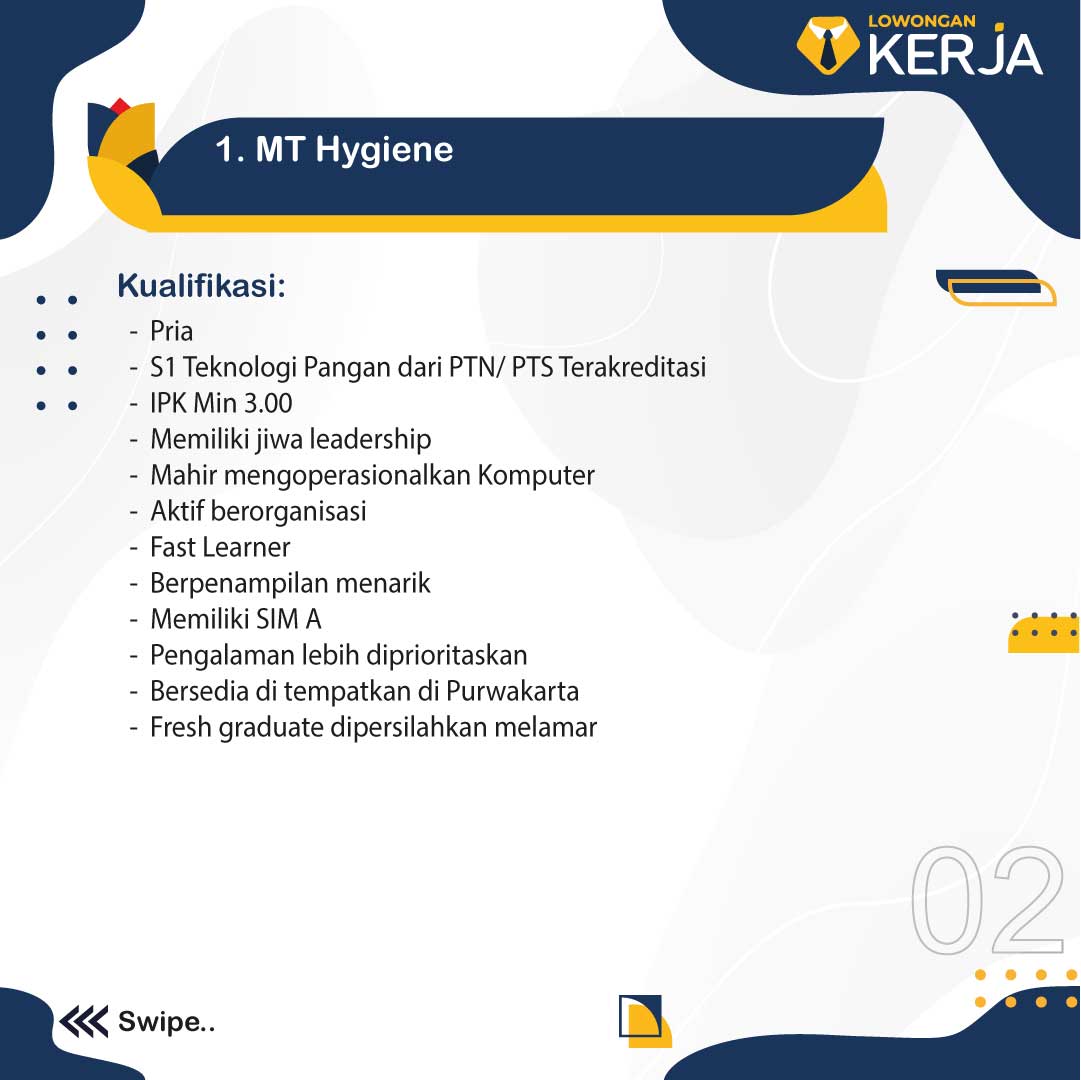 LOWONGAN
KERJA
1. MT Hygiene
Kualifikasi:
- Pria
- S1 Teknologi Pangan dari PTN/ PTS Terakreditasi
- IPK Min 3.00
- Memiliki jiwa leadership
- Mahir mengoperasionalkan Komputer
- Aktif berorganisasi
- Fast Learner
- Berpenampilan menarik
- Memiliki SIM A
- Pengalaman lebih diprioritaskan
- Bersedia di tempatkan di Purwakarta
- Fresh graduate dipersilahkan melamar
02
Swipe..